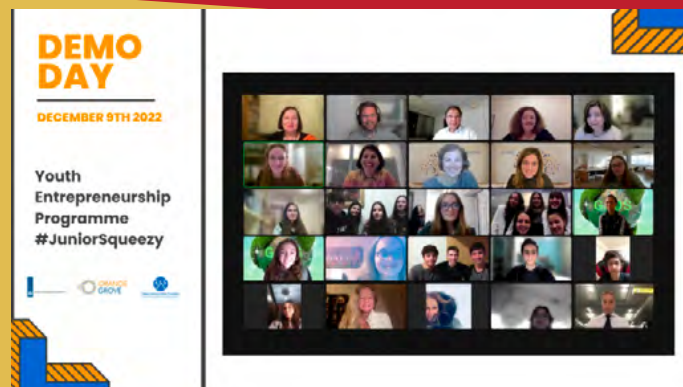 DEMO
DAY
DECEMBER 9TH 2022
Youth
Entrepreneurship
Programme
#JuniorSqueezy
ORANGE
GROVE